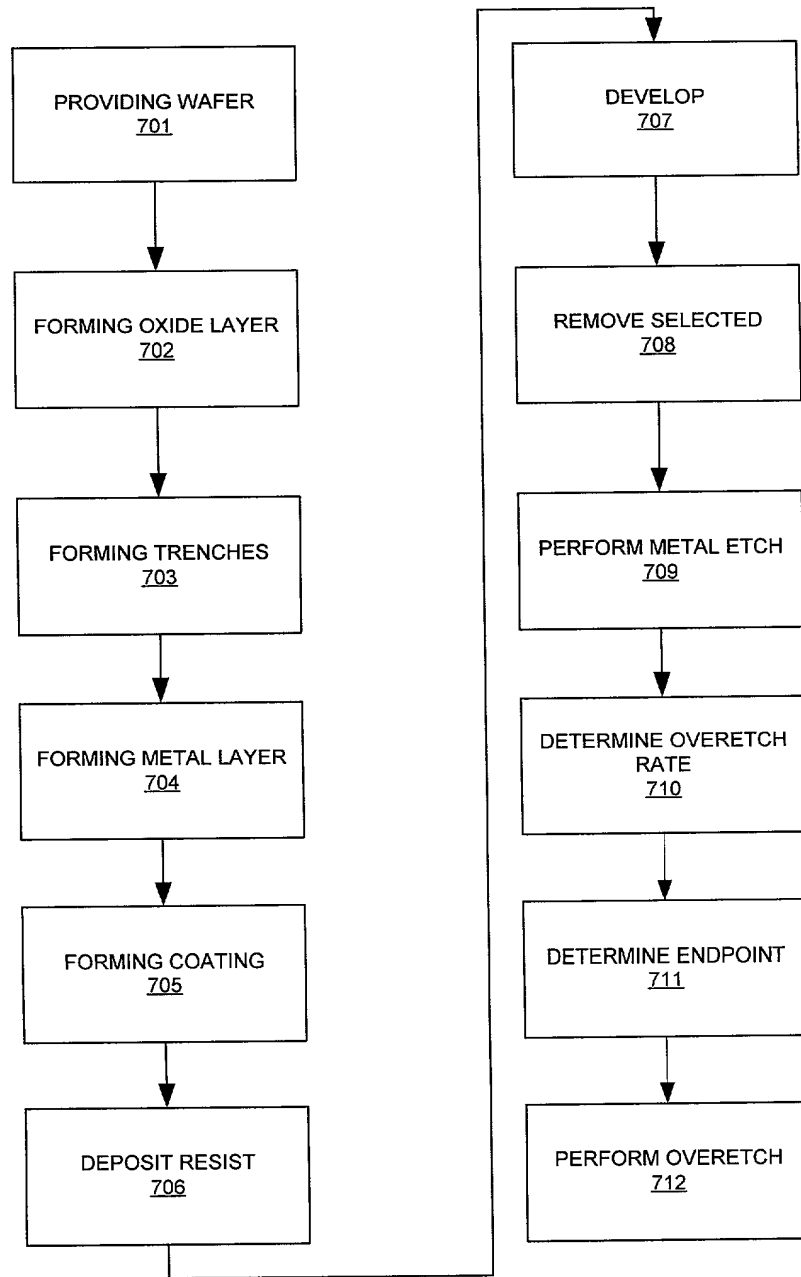 PROVIDING WAFER
701
FORMING OXIDE LAYER
702
FORMING TRENCHES
703
FORMING METAL LAYER
704
FORMING COATING
705
DEPOSIT RESIST
706
DEVELOP
707
REMOVE SELECTED
708
PERFORM METAL ETCH
709
DETERMINE OVERETCH
RATE
710
DETERMINE ENDPOINT
711
PERFORM OVERETCH
712